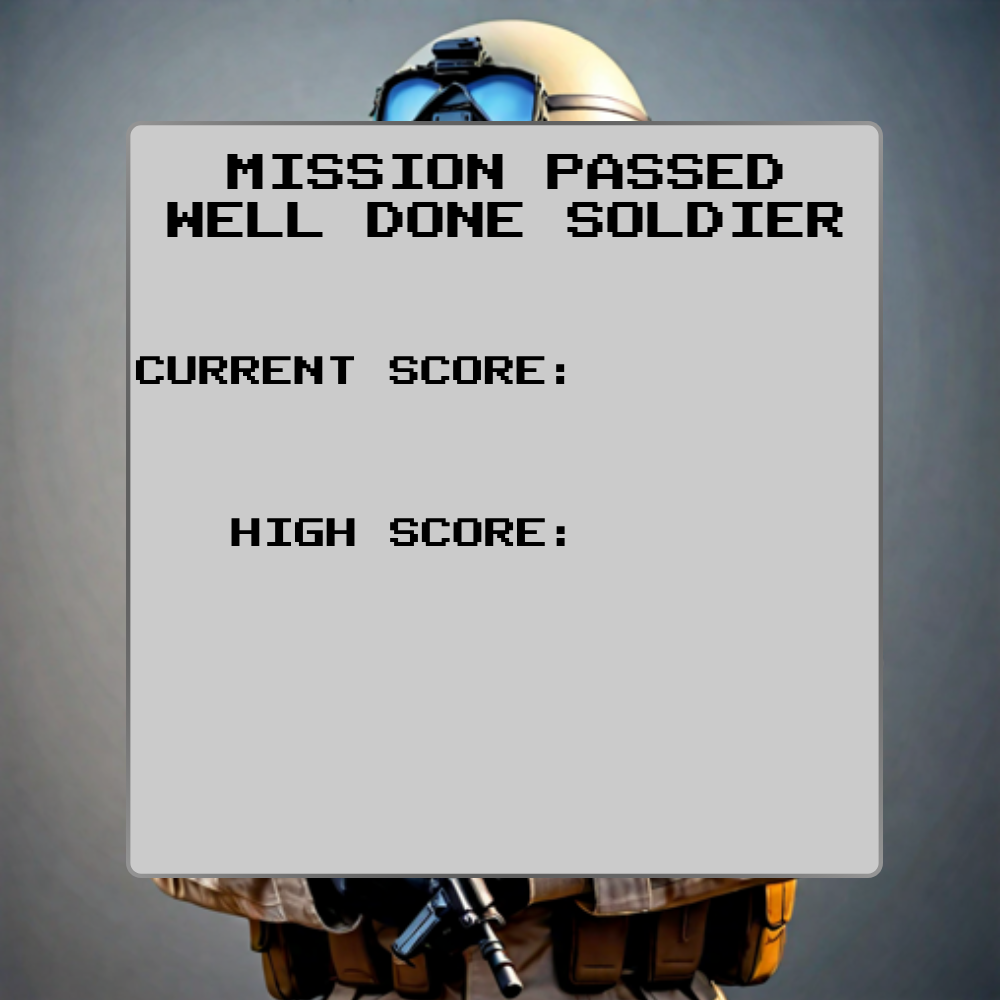 MISSION PASSED
WELL DONE SOLDIER
CURRENT SCORE:
HIGH SCORE: